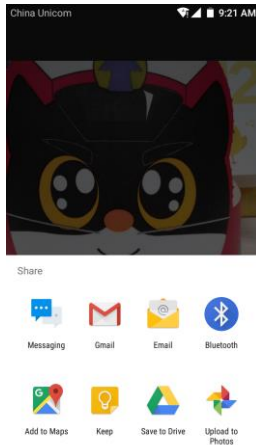 China Unicom 9:21 AM
Share
Messaging Gmail Email Bluetooth
Add to Maps Keep Save to Drive Upload to
Photos